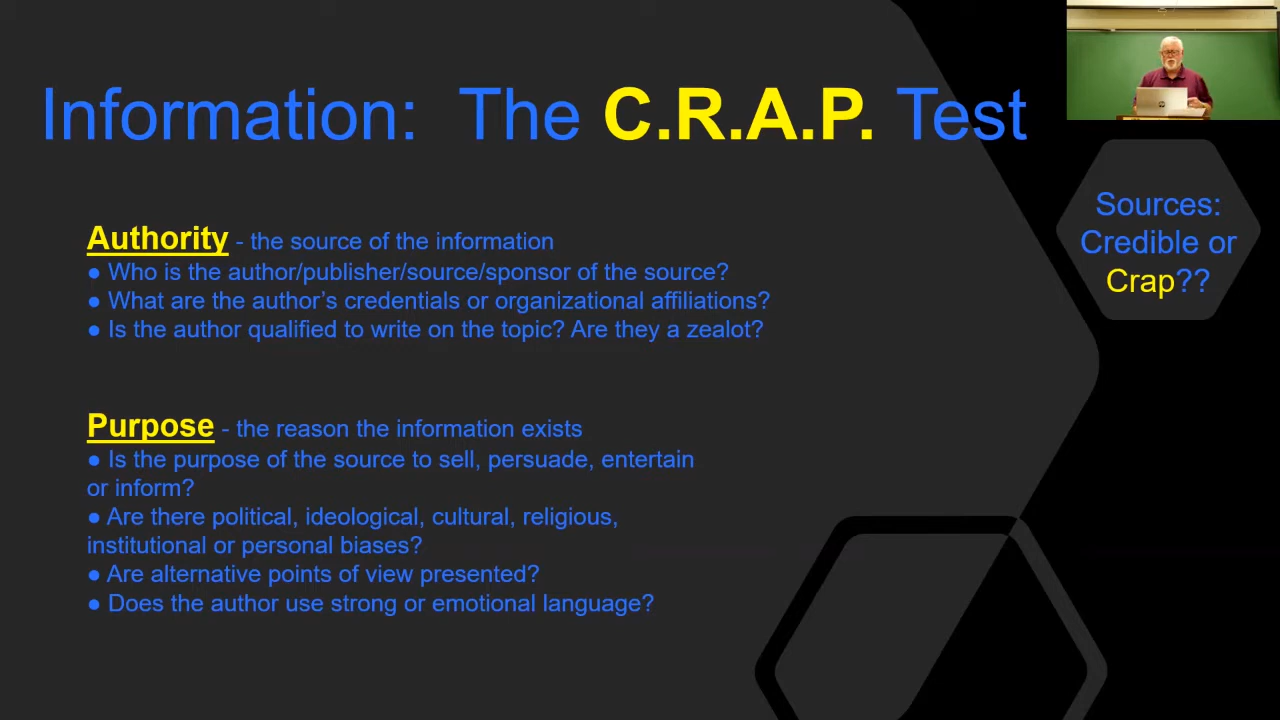 Information:  The C.R.A.P. Test
Authority - the source of the information
● Who is the author/publisher/source/sponsor of the source?
● What are the author’s credentials or organizational affiliations?
● Is the author qualified to write on the topic? Are they a zealot?
Purpose - the reason the information exists
● Is the purpose of the source to sell, persuade, entertain
or inform?
● Are there political, ideological, cultural, religious,
institutional or personal biases?
● Are alternative points of view presented?
● Does the author use strong or emotional language?
Sources:
Credible or
Crap??